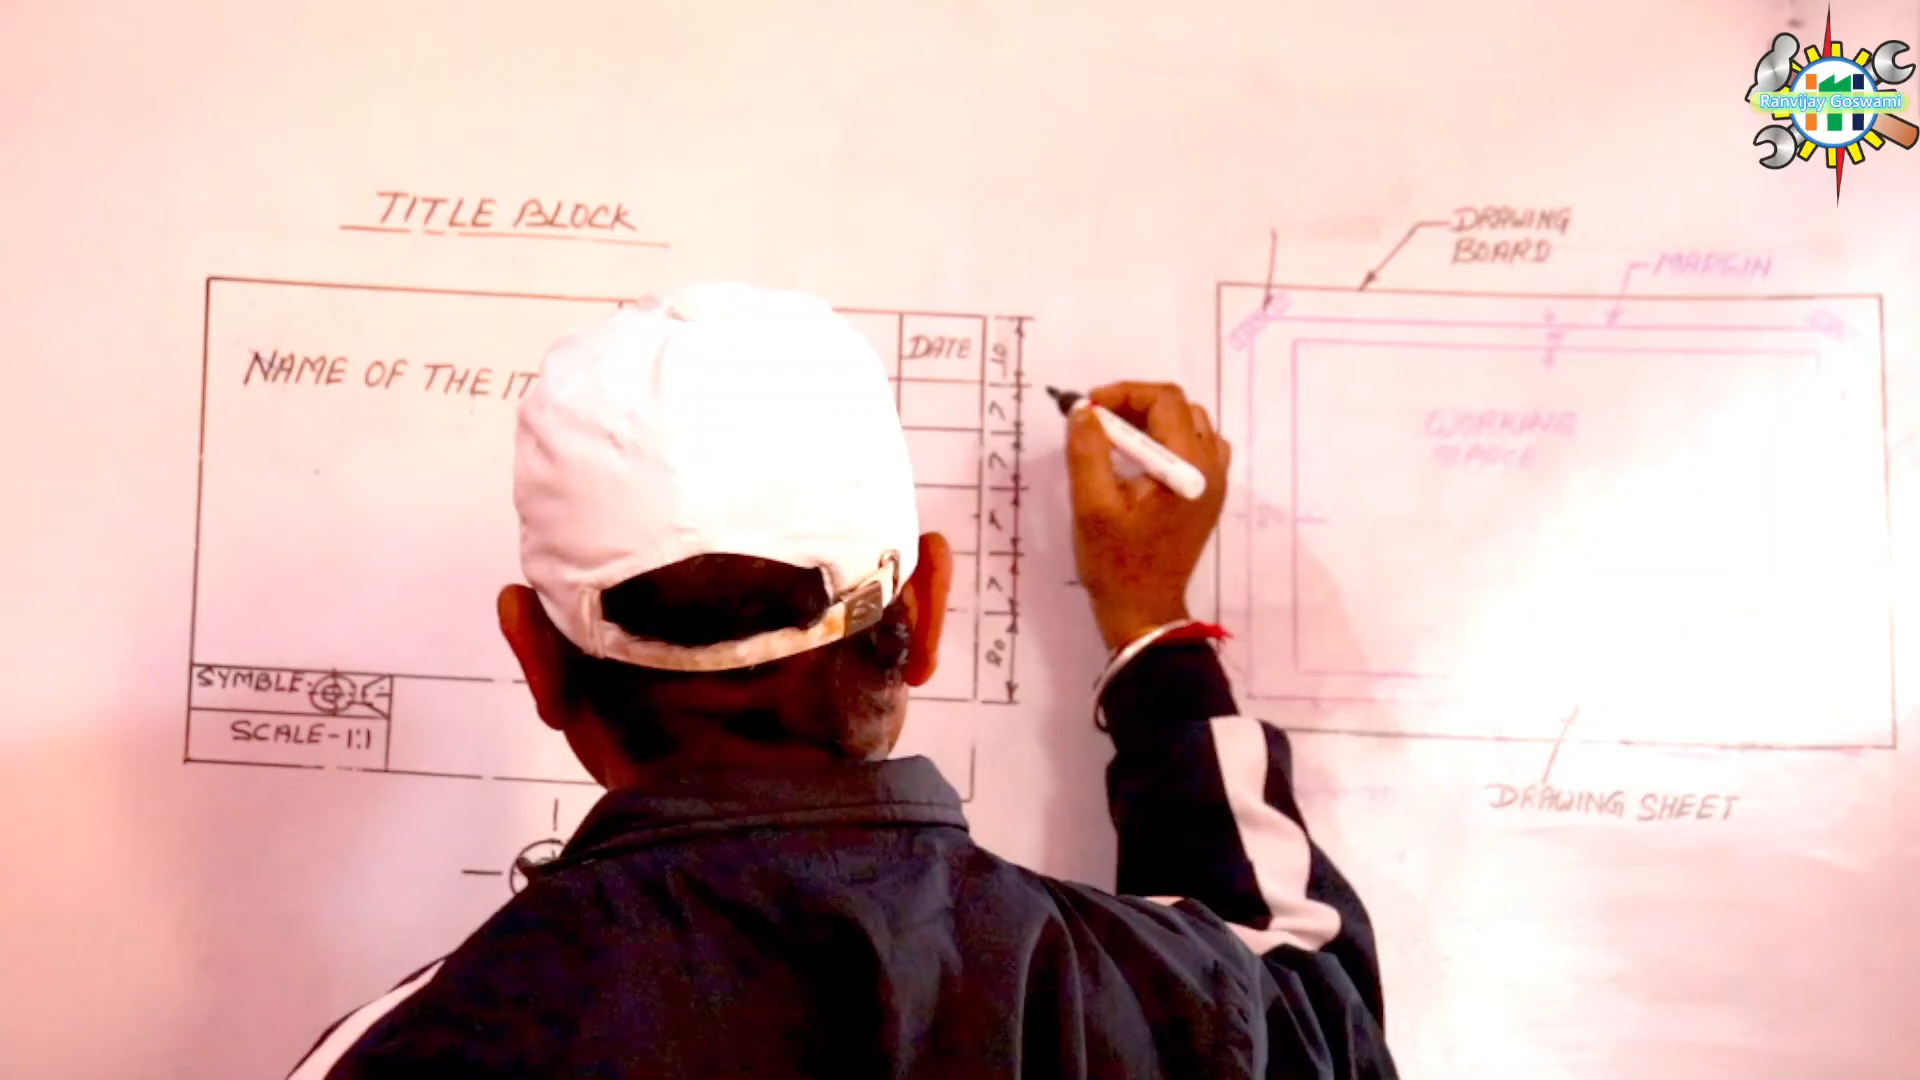 Ranvijay Goswami
TITLE BLOCK
NAME OF THE IT
DATE
10
7
7
7
7
20
SYMBLE-
SCALE-1:1
DRAWING
BOARD
MARGIN
WORKING
SPACE
DRAWING SHEET